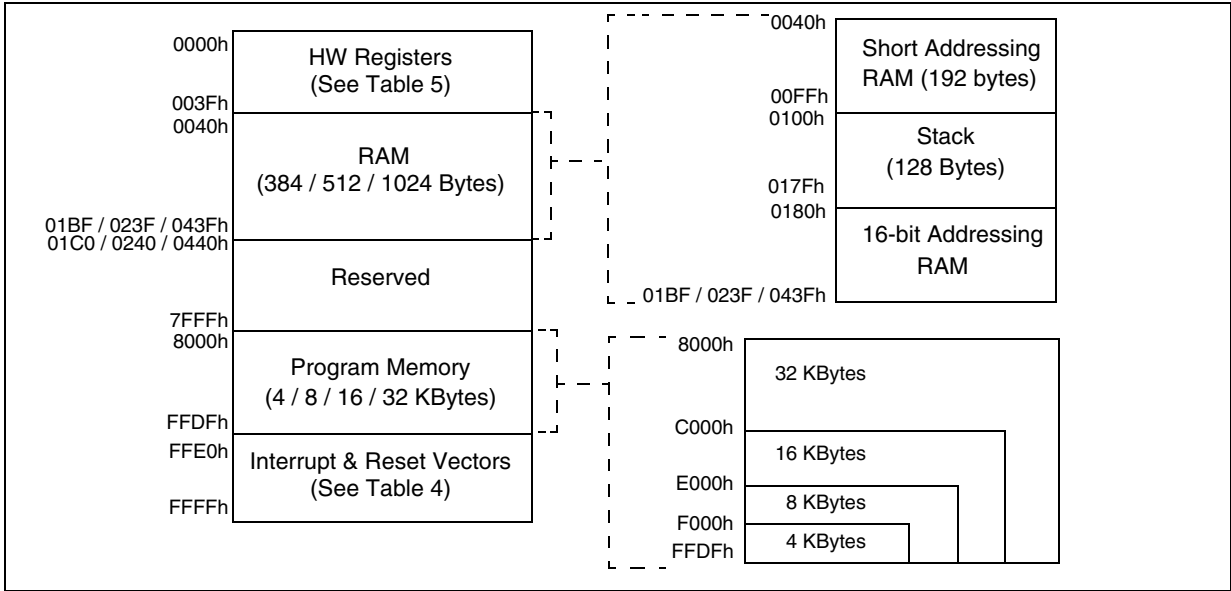 0000h
HW Registers
(See Table 5)
003Fh
0040h
RAM
(384 / 512 / 1024 Bytes)
01BF / 023F / 043Fh
01C0 / 0240 / 0440h
Reserved
7FFFh
8000h
Program Memory
(4 / 8 / 16 / 32 KBytes)
FFDFh
FFE0h
Interrupt & Reset Vectors
(See Table 4)
FFFFh
0040h
Short Addressing
RAM (192 bytes)
00FFh
0100h
Stack
(128 Bytes)
017Fh
0180h
16-bit Addressing
RAM
01BF / 023F / 043Fh
8000h
32 KBytes
C000h
16 KBytes
E000h
8 KBytes
F000h
4 KBytes
FFDFh